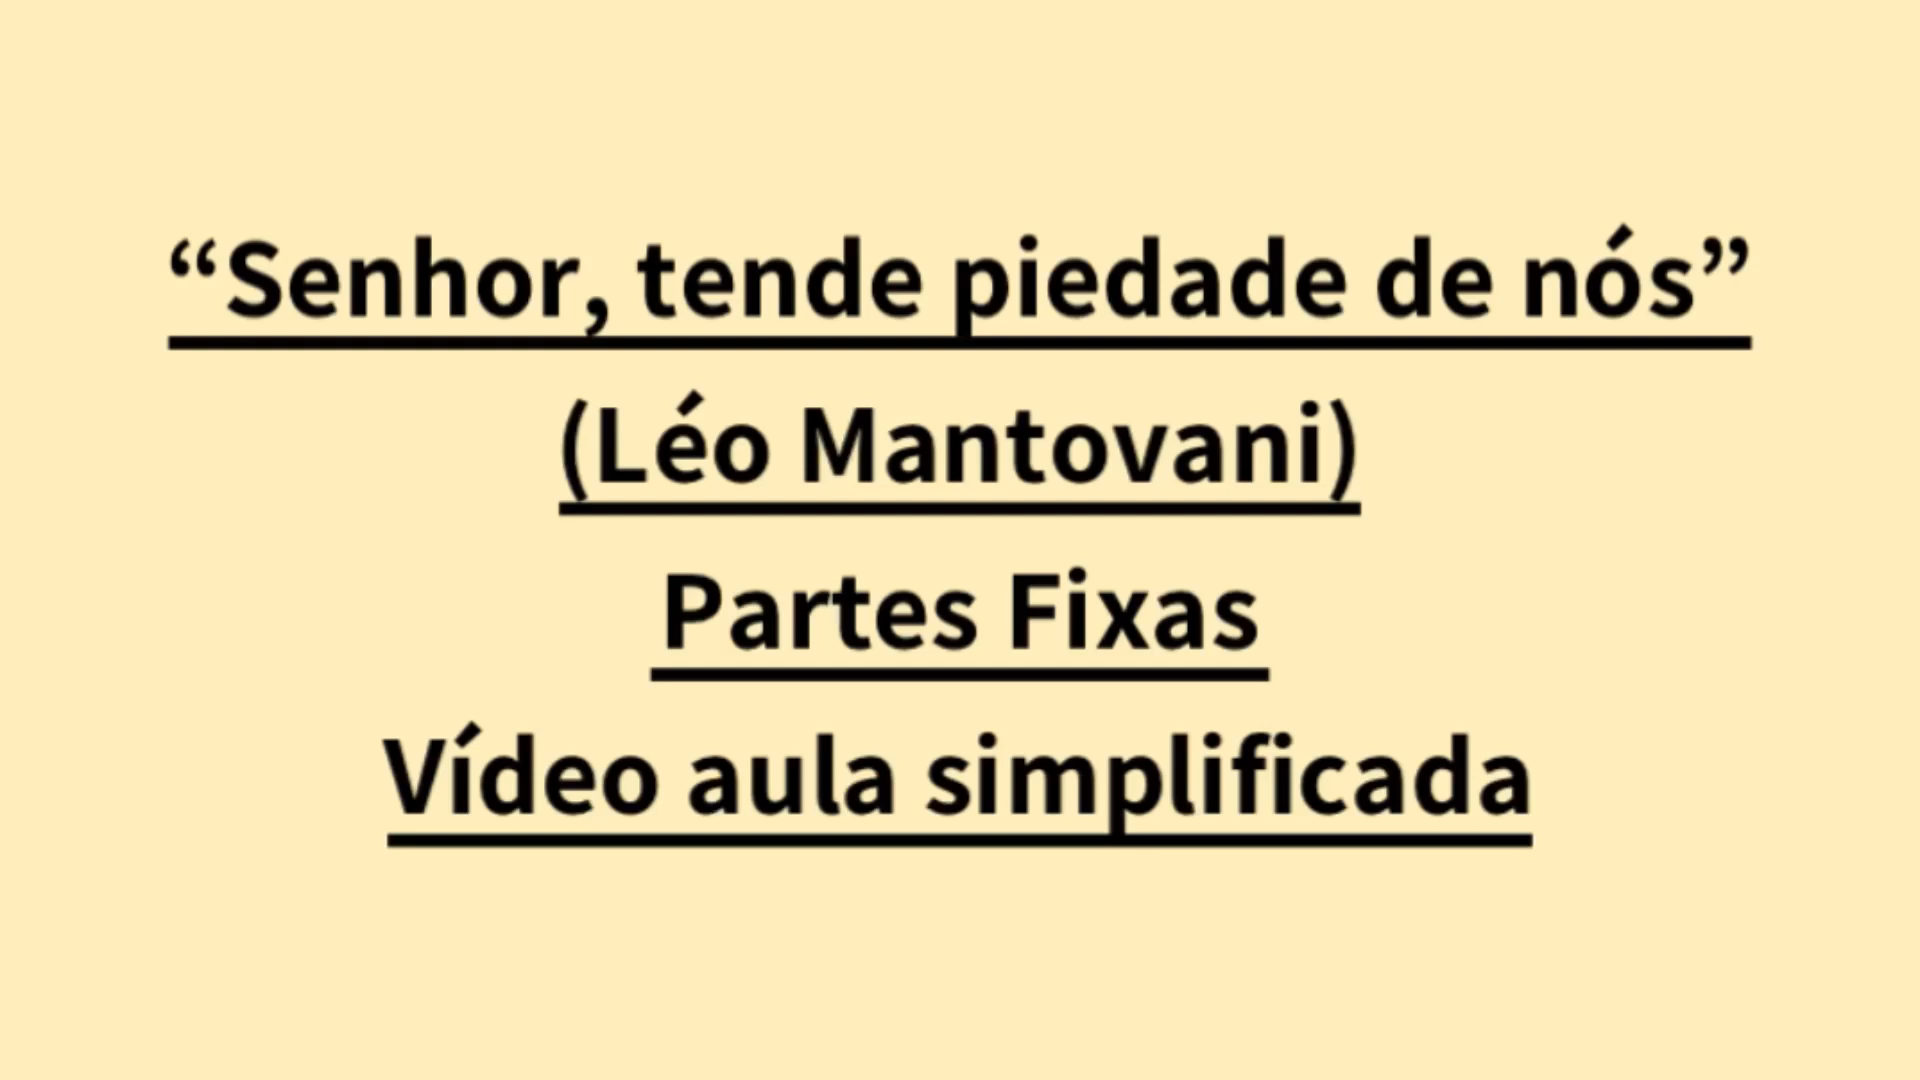 “Senhor, tende piedade de nós”
(Léo Mantovani)
Partes Fixas
Vídeo aula simplificada